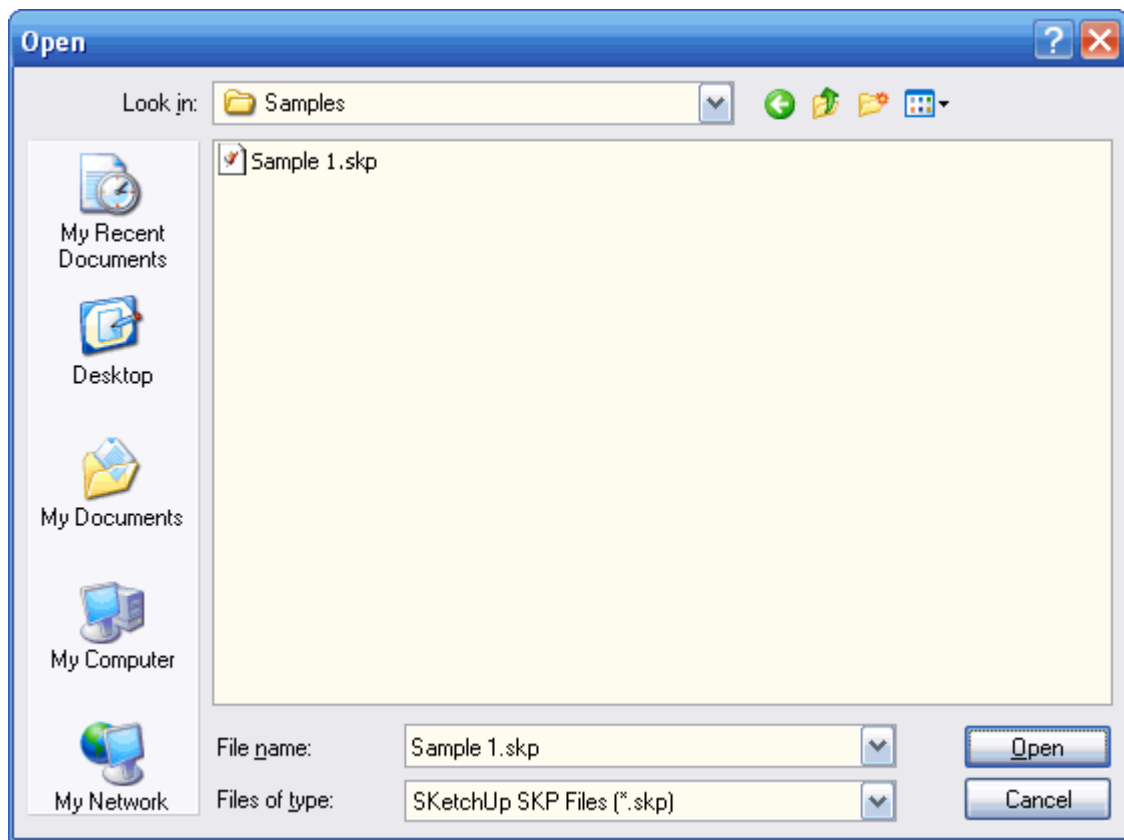 Open
Look in: Samples
Sample 1.skp
My Recent
Documents
Desktop
My Documents
My Computer
My Network
File name: Sample 1.skp Open
Files of type: SKetchUp SKP Files (*.skp) Cancel